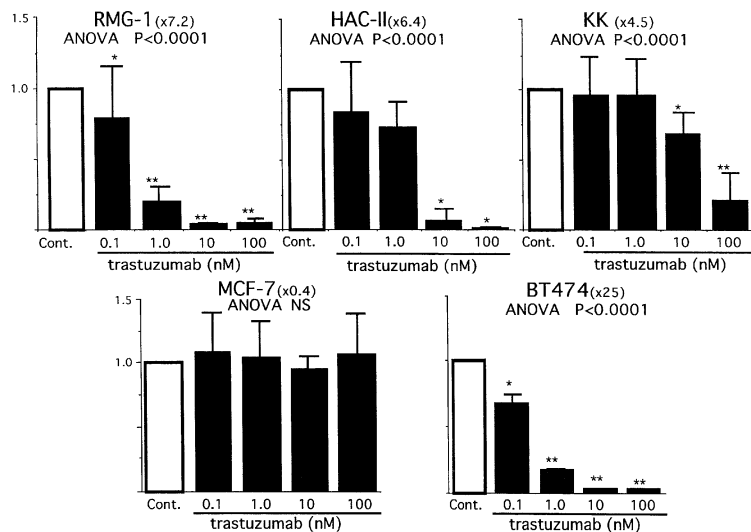 RMG-1 (x7.2)
ANOVA P<0.0001
1.5
1.0
*
**
**
**
Cont. 0.1 1.0 10 100
trastuzumab (nM)
HAC-II (x6.4)
ANOVA P<0.0001
*
*
Cont. 0.1 1.0 10 100
trastuzumab (nM)
KK (x4.5)
ANOVA P<0.0001
*
**
Cont. 0.1 1.0 10 100
trastuzumab (nM)
MCF-7 (x0.4)
ANOVA NS
1.5
1.0
Cont. 0.1 1.0 10 100
trastuzumab (nM)
BT474 (x25)
ANOVA P<0.0001
*
**
**
**
Cont. 0.1 1.0 10 100
trastuzumab (nM)